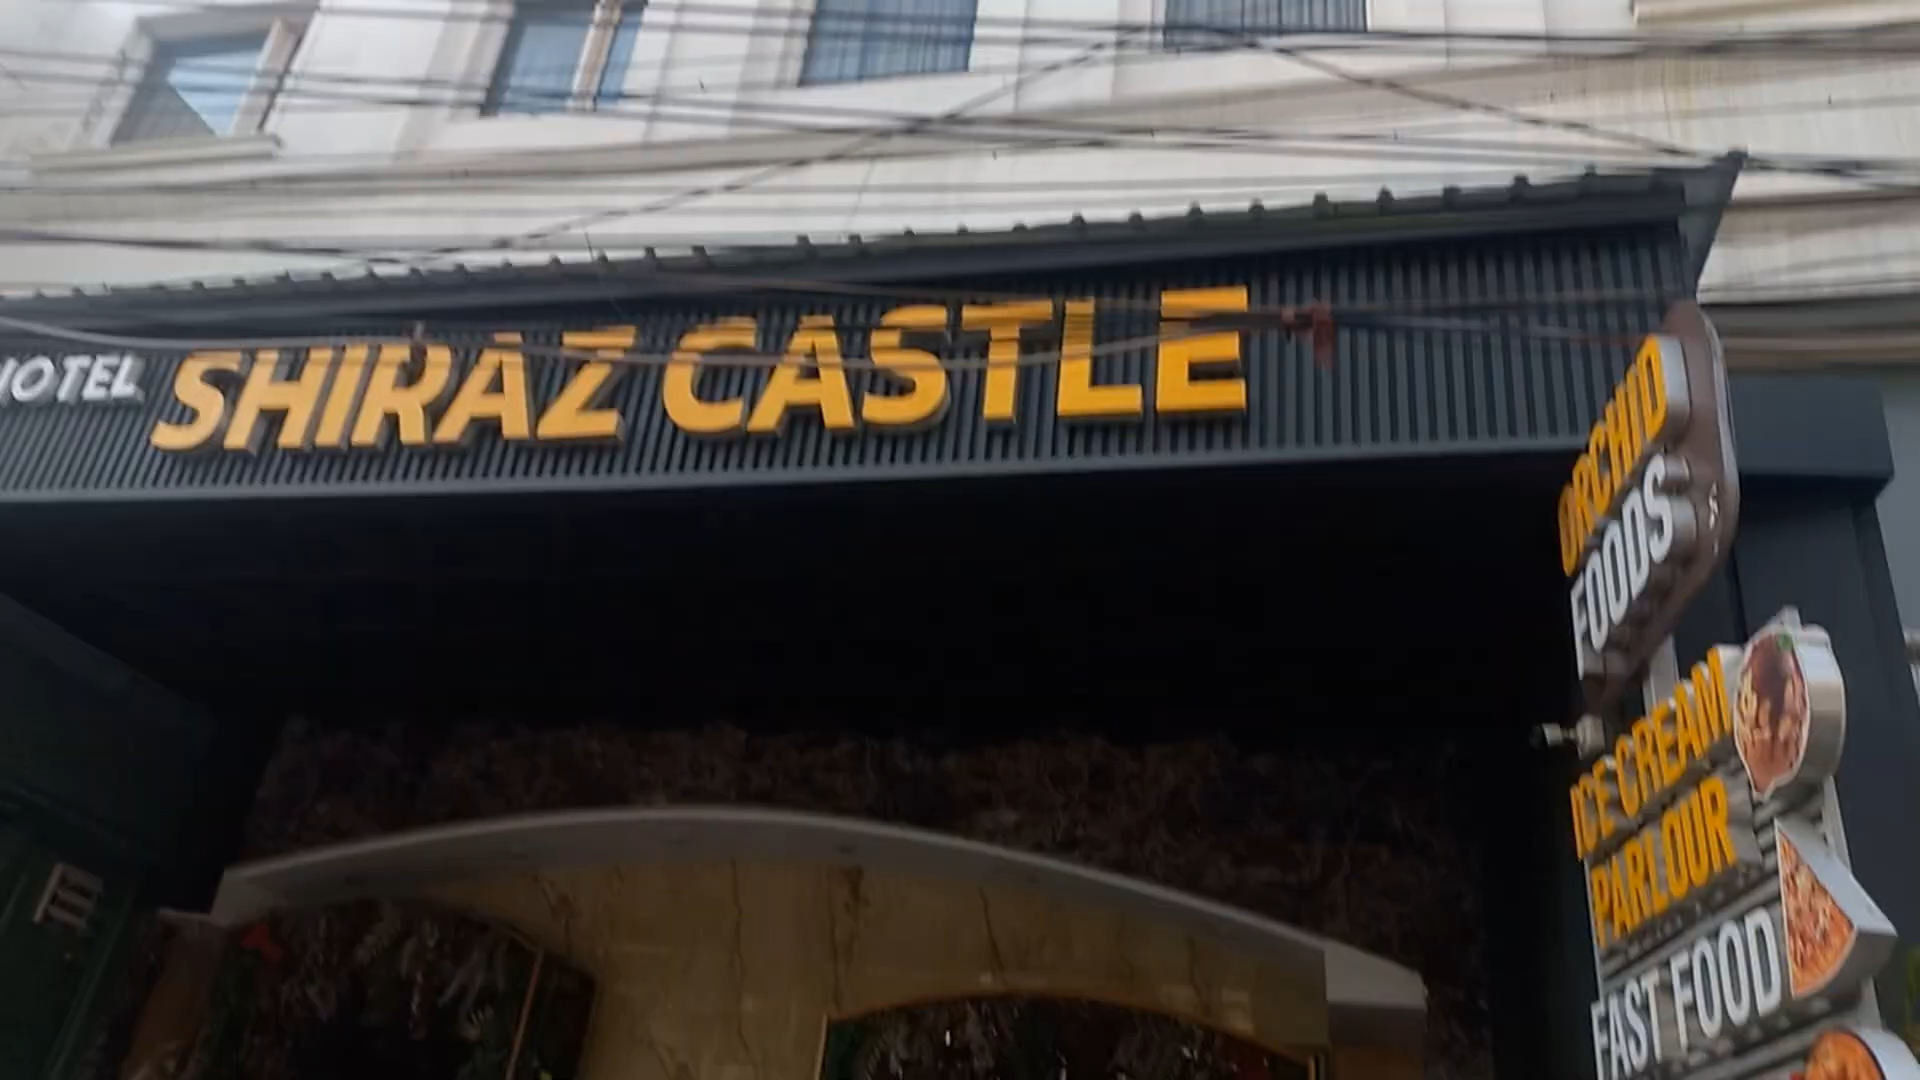 HOTEL SHIRAZ CASTLE
ORCHID
FOODS
ICE CREAM
PARLOUR
FAST FOOD